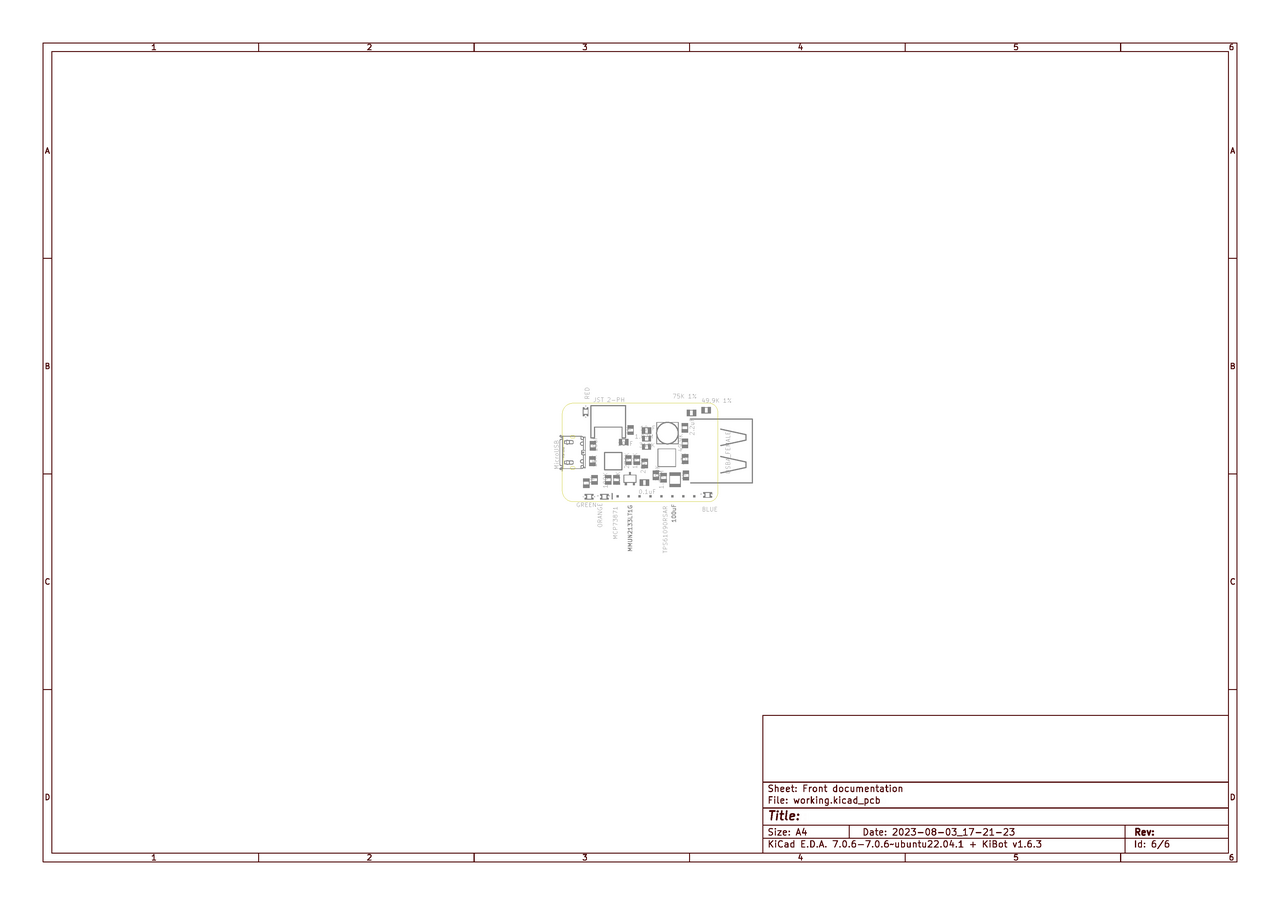 1 2 3 4 5 6
A A
B B
RED
JST 2-PH
75K 1%
49.9K 1%
2.2uH
MicroUSB
USB FEMALE
0.1uF
GREEN
ORANGE
MCP73871
MMUN2133LT1G
TPS61090RSAR
100uF
BLUE
C C
D D
Sheet: Front documentation
File: working.kicad_pcb
Title:
Size: A4 Date: 2023-08-03_17-21-23 Rev:
KiCad E.D.A. 7.0.6-7.0.6~ubuntu22.04.1 + KiBot v1.6.3 Id: 6/6
1 2 3 4 5 6